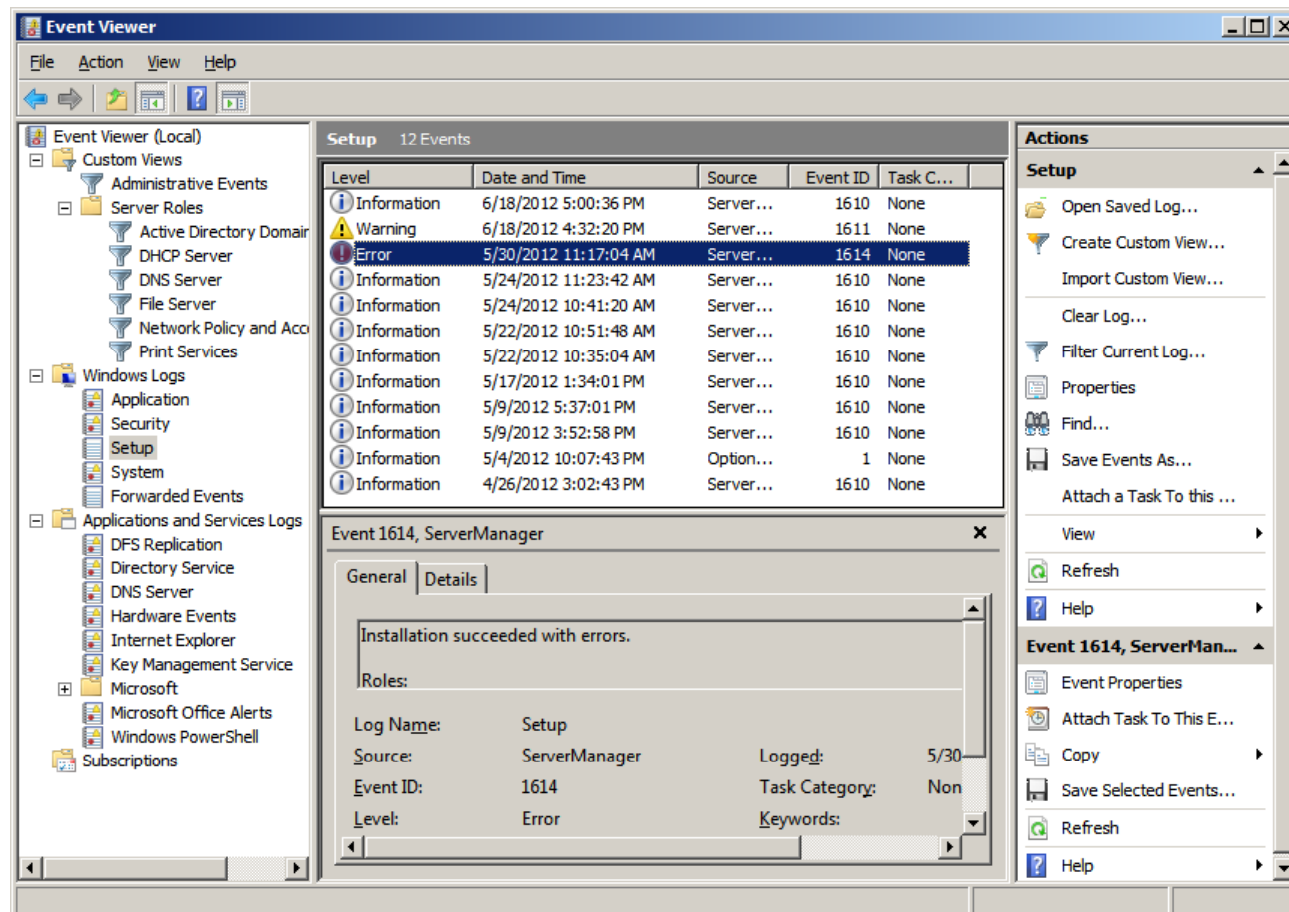 Event Viewer
File Action View Help
Event Viewer (Local)
Custom Views
Administrative Events
Server Roles
Active Directory Domair
DHCP Server
DNS Server
File Server
Network Policy and Acc
Print Services
Windows Logs
Application
Security
Setup
System
Forwarded Events
Applications and Services Logs
DFS Replication
Directory Service
DNS Server
Hardware Events
Internet Explorer
Key Management Service
Microsoft
Microsoft Office Alerts
Windows PowerShell
Subscriptions
Setup 12 Events
Level Date and Time Source Event ID Task C...
Information 6/18/2012 5:00:36 PM Server... 1610 None
Warning 6/18/2012 4:32:20 PM Server... 1611 None
Error 5/30/2012 11:17:04 AM Server... 1614 None
Information 5/24/2012 11:23:42 AM Server... 1610 None
Information 5/24/2012 10:41:20 AM Server... 1610 None
Information 5/22/2012 10:51:48 AM Server... 1610 None
Information 5/22/2012 10:35:04 AM Server... 1610 None
Information 5/17/2012 1:34:01 PM Server... 1610 None
Information 5/9/2012 5:37:01 PM Server... 1610 None
Information 5/9/2012 3:52:58 PM Server... 1610 None
Information 5/4/2012 10:07:43 PM Option... 1 None
Information 4/26/2012 3:02:43 PM Server... 1610 None
Event 1614, ServerManager
General Details
Installation succeeded with errors.
Roles:
Log Name: Setup
Source: ServerManager Logged: 5/30
Event ID: 1614 Task Category: Non
Level: Error Keywords:
Actions
Setup
Open Saved Log...
Create Custom View...
Import Custom View...
Clear Log...
Filter Current Log...
Properties
Find...
Save Events As...
Attach a Task To this ...
View
Refresh
Help
Event 1614, ServerMan...
Event Properties
Attach Task To This E...
Copy
Save Selected Events...
Refresh
Help